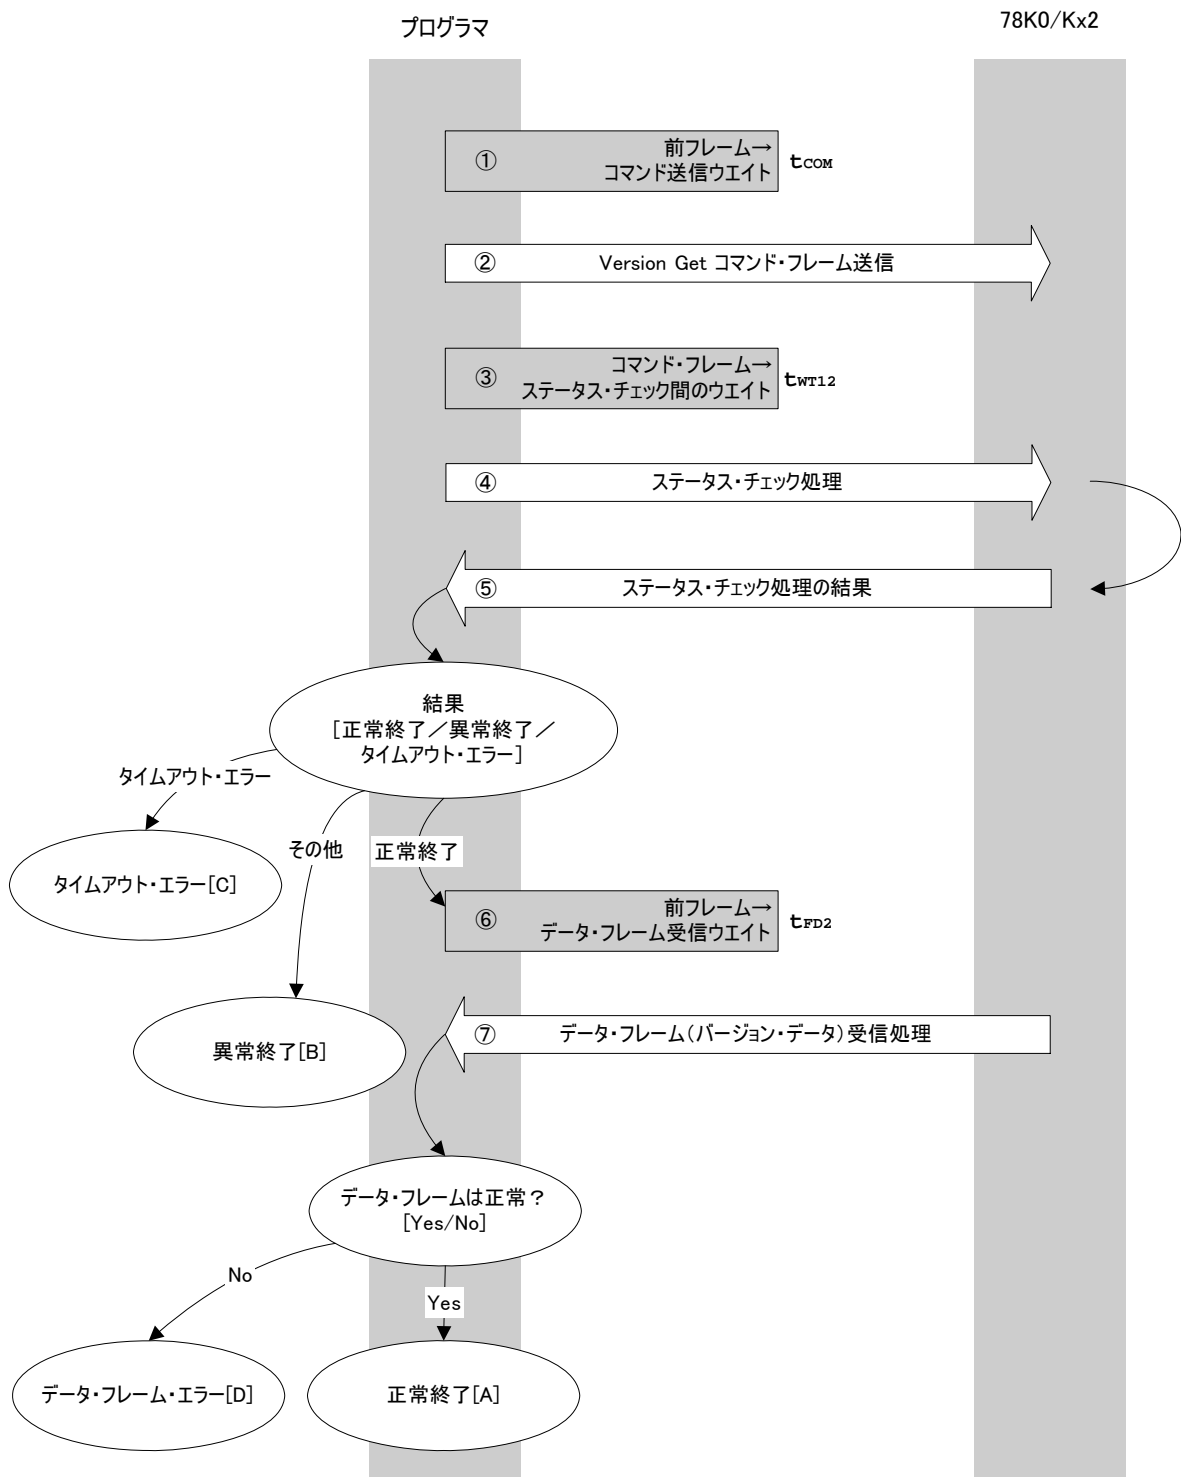 プログラマ
78K0/Kx2
① 前フレーム→
コマンド送信ウエイト
tCOM
② Version Get コマンド・フレーム送信
③ コマンド・フレーム→
ステータス・チェック間のウエイト
tWT12
④ ステータス・チェック処理
⑤ ステータス・チェック処理の結果
結果
[正常終了／異常終了／
タイムアウト・エラー]
タイムアウト・エラー
その他
正常終了
タイムアウト・エラー[C]
⑥ 前フレーム→
データ・フレーム受信ウエイト
tFD2
異常終了[B]
⑦ データ・フレーム（バージョン・データ）受信処理
データ・フレームは正常？
[Yes/No]
No
Yes
データ・フレーム・エラー[D]
正常終了[A]